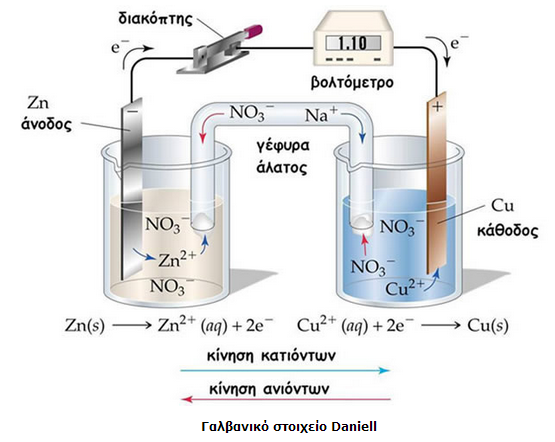 διακόπτης
e⁻
1.10
e⁻
βολτόμετρο
Zn
άνοδος
−
+
NO₃⁻
Na⁺
γέφυρα
άλατος
Cu
κάθοδος
NO₃⁻
Zn²⁺
NO₃⁻
NO₃⁻
NO₃⁻
Cu²⁺
Zn(s) ⟶ Zn²⁺ (aq) + 2e⁻
Cu²⁺ (aq) + 2e⁻ ⟶ Cu(s)
κίνηση κατιόντων
κίνηση ανιόντων
Γαλβανικό στοιχείο Daniell